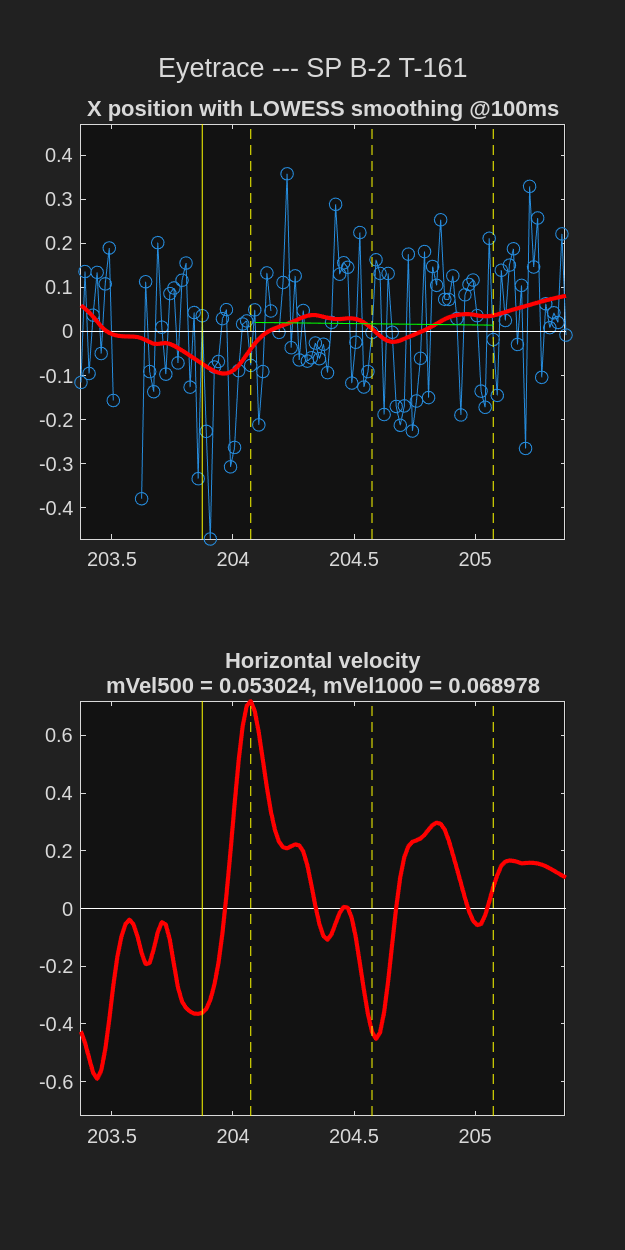 Eyetrace --- SP B-2 T-161
X position with LOWESS smoothing @100ms
0.4
0.3
0.2
0.1
0
-0.1
-0.2
-0.3
-0.4
203.5 204 204.5 205
Horizontal velocity
mVel500 = 0.053024, mVel1000 = 0.068978
0.6
0.4
0.2
0
-0.2
-0.4
-0.6
203.5 204 204.5 205